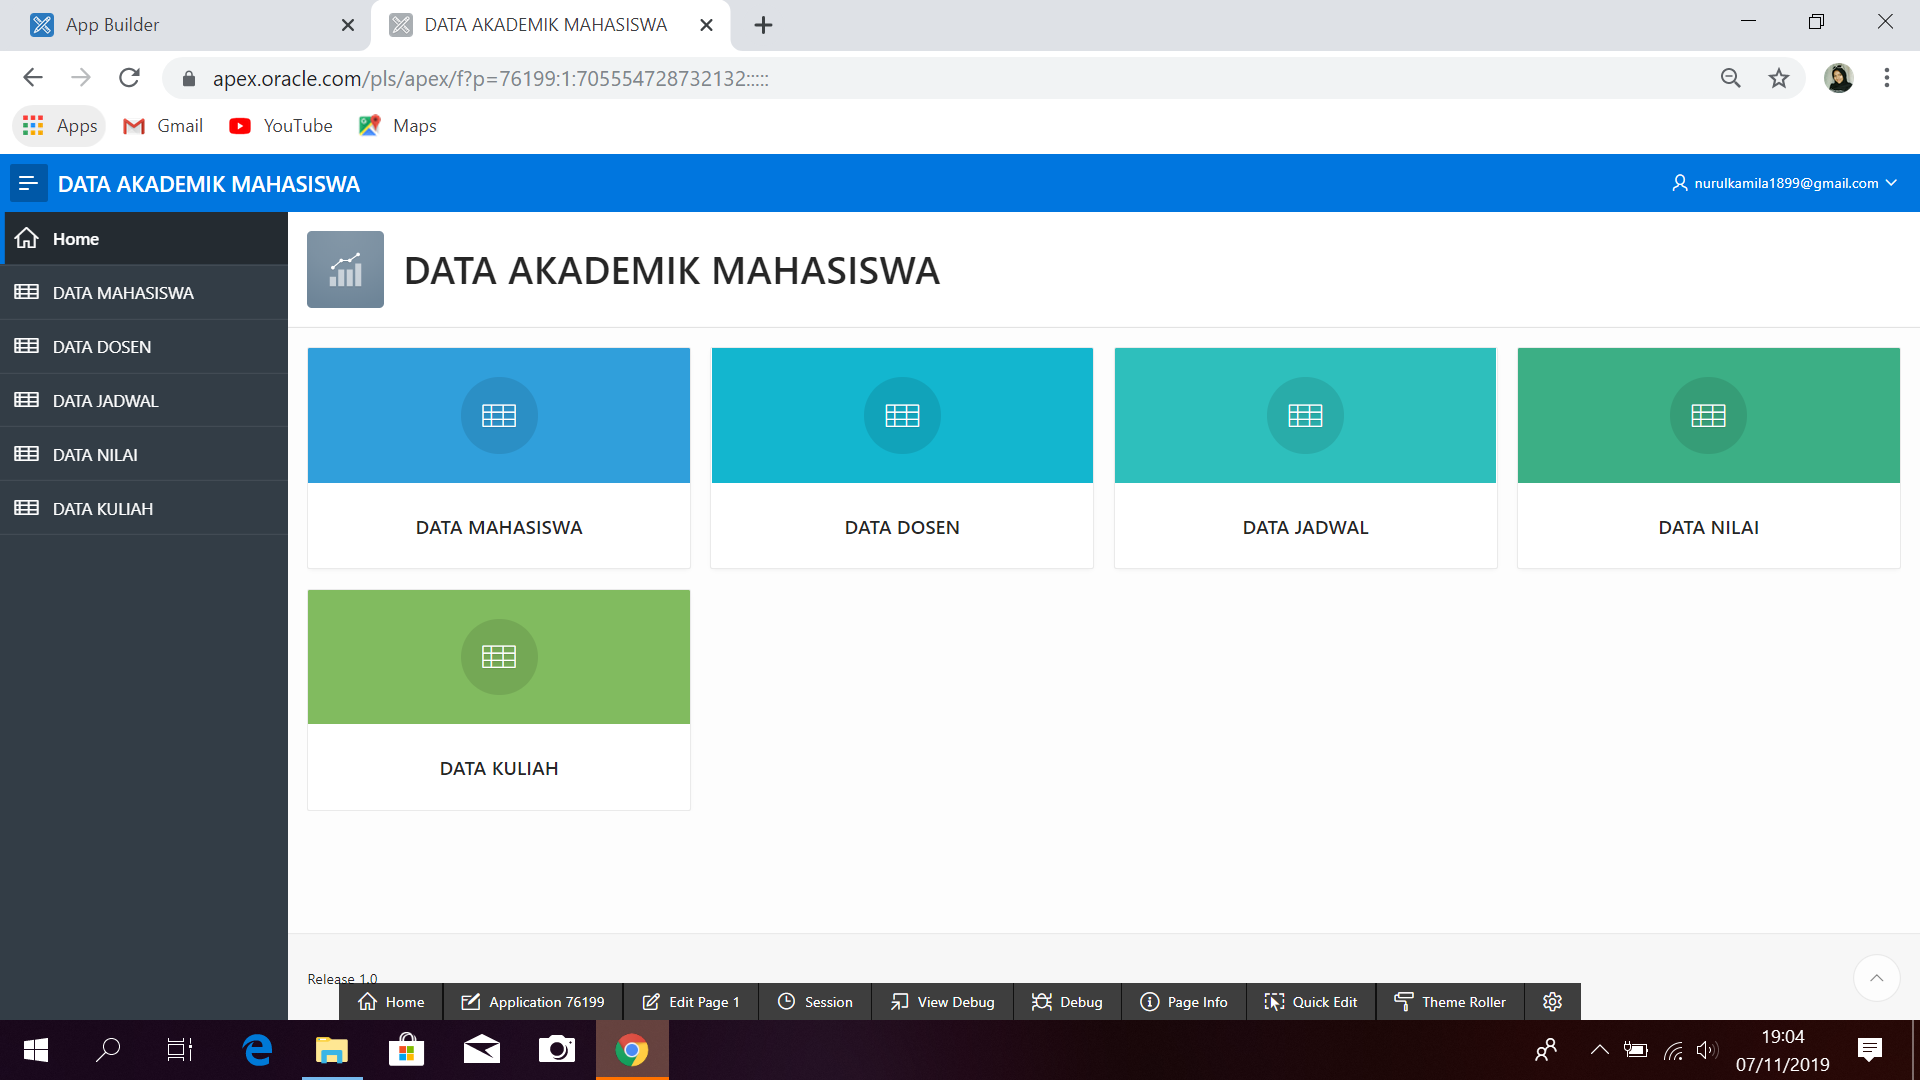 App Builder
DATA AKADEMIK MAHASISWA
apex.oracle.com/pls/apex/f?p=76199:1:705554728732132:::::
Apps Gmail YouTube Maps
DATA AKADEMIK MAHASISWA
nurulkamila1899@gmail.com
Home
DATA MAHASISWA
DATA DOSEN
DATA JADWAL
DATA NILAI
DATA KULIAH
DATA AKADEMIK MAHASISWA
DATA MAHASISWA
DATA DOSEN
DATA JADWAL
DATA NILAI
DATA KULIAH
Release 1.0
Home
Application 76199
Edit Page 1
Session
View Debug
Debug
Page Info
Quick Edit
Theme Roller
19:04
07/11/2019